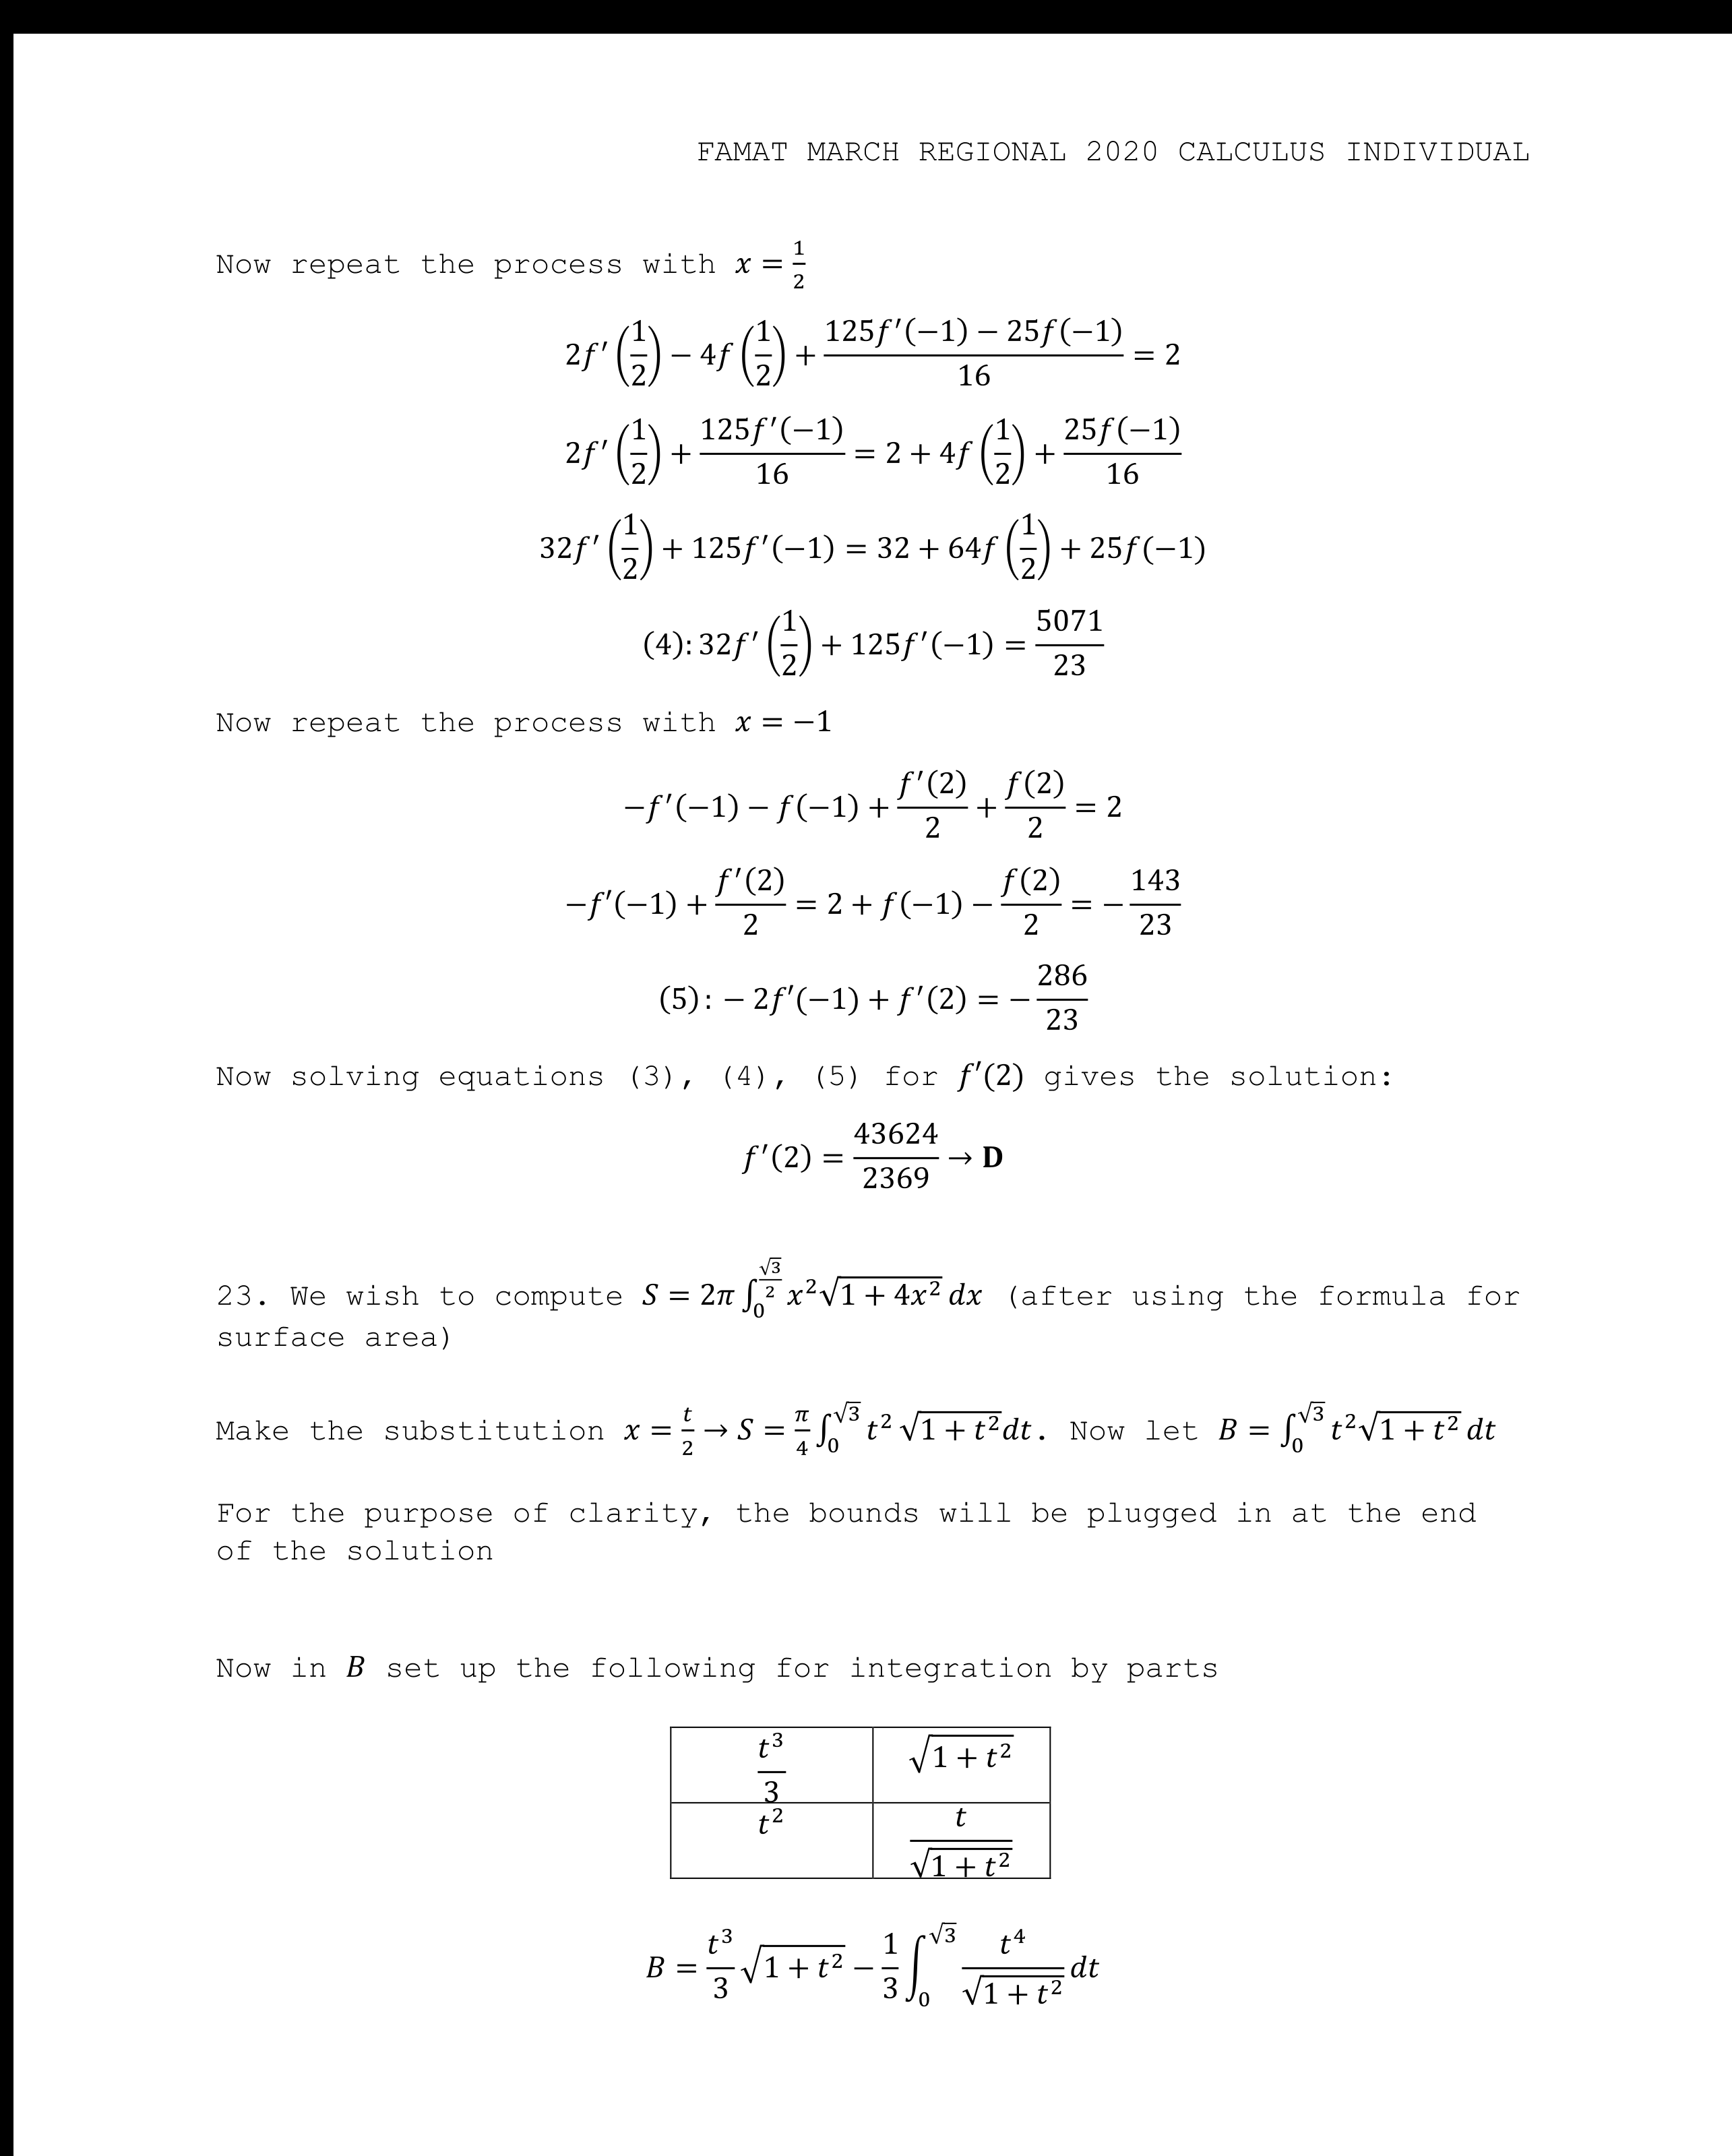 FAMAT MARCH REGIONAL 2020 CALCULUS INDIVIDUAL
Now repeat the process with $x = \frac{1}{2}$
$2f'\left(\frac{1}{2}\right) - 4f\left(\frac{1}{2}\right) + \frac{125f'(-1) - 25f(-1)}{16} = 2$
$2f'\left(\frac{1}{2}\right) + \frac{125f'(-1)}{16} = 2 + 4f\left(\frac{1}{2}\right) + \frac{25f(-1)}{16}$
$32f'\left(\frac{1}{2}\right) + 125f'(-1) = 32 + 64f\left(\frac{1}{2}\right) + 25f(-1)$
$(4): 32f'\left(\frac{1}{2}\right) + 125f'(-1) = \frac{5071}{23}$
Now repeat the process with $x = -1$
$-f'(-1) - f(-1) + \frac{f'(2)}{2} + \frac{f(2)}{2} = 2$
$-f'(-1) + \frac{f'(2)}{2} = 2 + f(-1) - \frac{f(2)}{2} = -\frac{143}{23}$
$(5): -2f'(-1) + f'(2) = -\frac{286}{23}$
Now solving equations (3), (4), (5) for $f'(2)$ gives the solution:
$f'(2) = \frac{43624}{2369} \rightarrow \mathbf{D}$
23. We wish to compute $S = 2\pi \int_0^{\frac{\sqrt{3}}{2}} x^2\sqrt{1 + 4x^2}\, dx$ (after using the formula for
surface area)
Make the substitution $x = \frac{t}{2} \rightarrow S = \frac{\pi}{4} \int_0^{\sqrt{3}} t^2 \sqrt{1 + t^2} dt$. Now let $B = \int_0^{\sqrt{3}} t^2\sqrt{1 + t^2}\, dt$
For the purpose of clarity, the bounds will be plugged in at the end
of the solution
Now in $B$ set up the following for integration by parts
$\frac{t^3}{3}$ $\sqrt{1 + t^2}$
$t^2$ $\frac{t}{\sqrt{1 + t^2}}$
$B = \frac{t^3}{3}\sqrt{1 + t^2} - \frac{1}{3}\int_0^{\sqrt{3}} \frac{t^4}{\sqrt{1 + t^2}} dt$